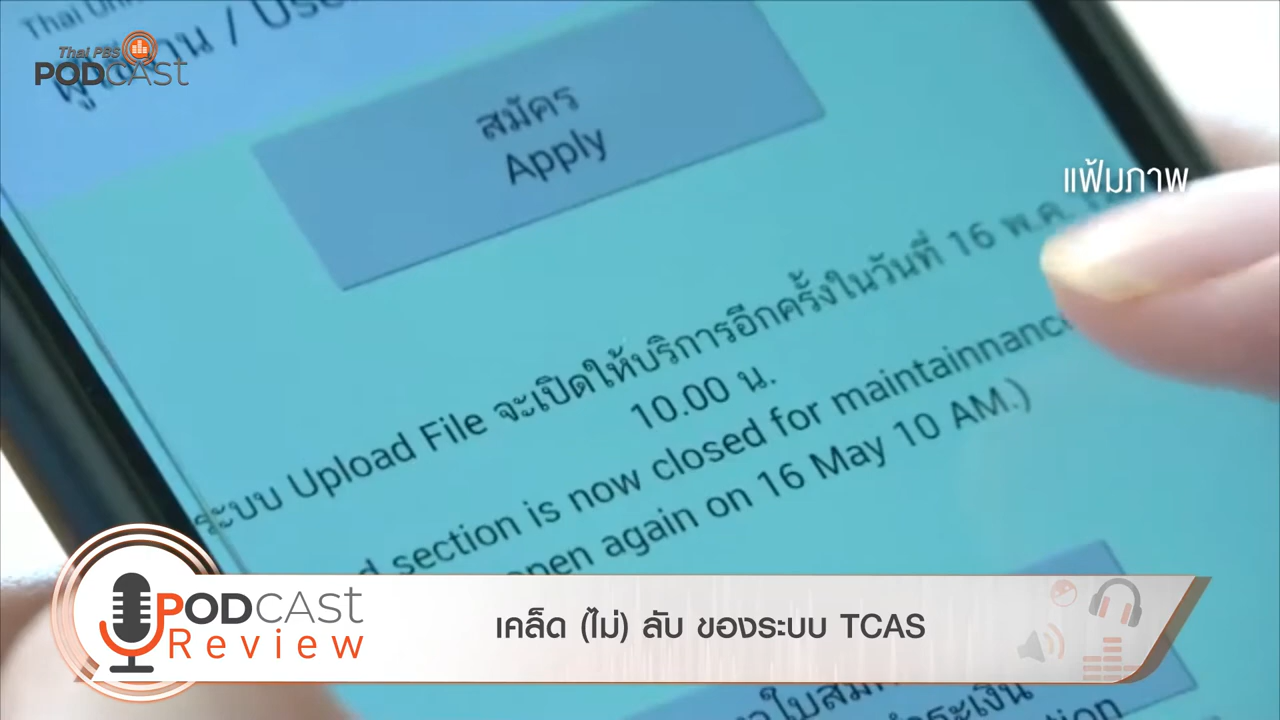 Thai PBS
PODCAST
Thai
/ User
สมัคร
Apply
แฟ้มภาพ
ระบบ Upload File จะเปิดให้บริการอีกครั้งในวันที่ 16 พ.ค.
10.00 น.
section is now closed for maintainnance
open again on 16 May 10 AM.)
PODCAST
Review
เคล็ด (ไม่) ลับ ของระบบ TCAS